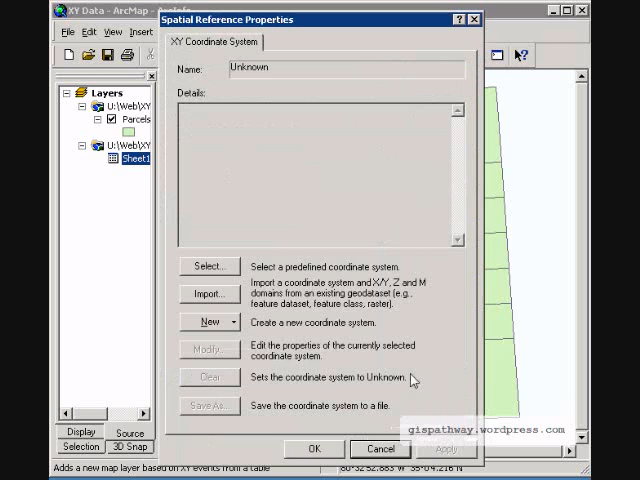 XY Data - ArcMap - ArcInfo
Spatial Reference Properties
File Edit View Insert
XY Coordinate System
Name: Unknown
Details:
Layers
U:\Web\XY
Parcels
U:\Web\XY
Sheet1
Select... Select a predefined coordinate system.
Import... Import a coordinate system and X/Y, Z and M
domains from an existing geodataset (e.g.,
feature dataset, feature class, raster).
New Create a new coordinate system.
Modify... Edit the properties of the currently selected
coordinate system.
Clear Sets the coordinate system to Unknown.
Save As... Save the coordinate system to a file.
gispathway.wordpress.com
Display Source
Selection 3D Snap
OK Cancel Apply
Adds a new map layer based on XY events from a table